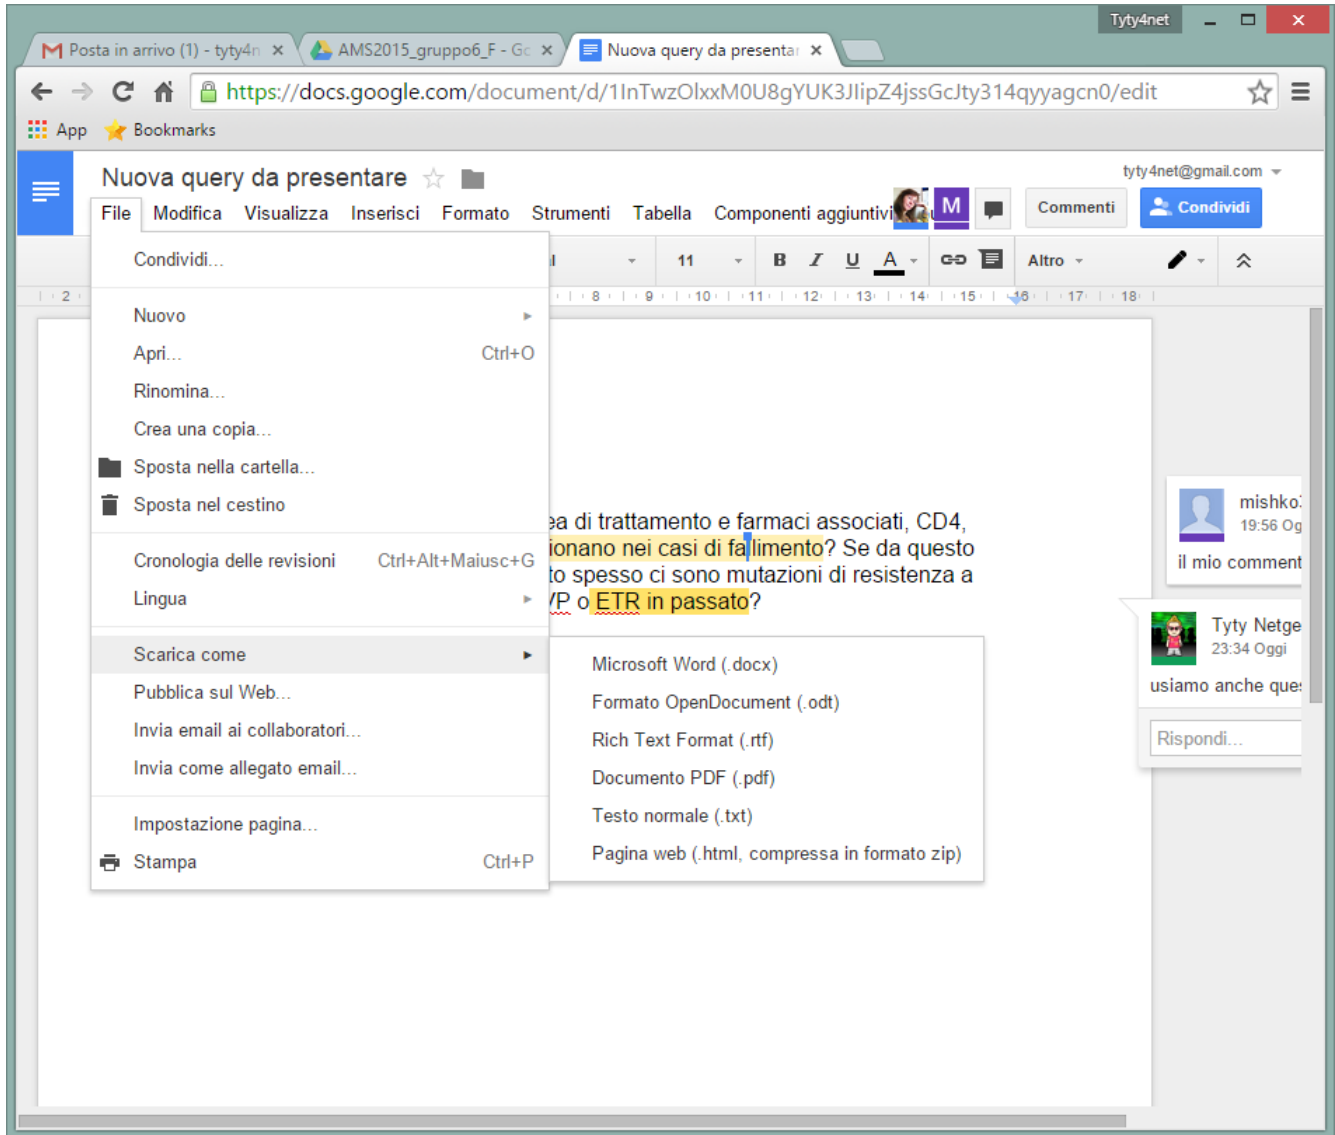 Tyty4net
Posta in arrivo (1) - tyty4n
AMS2015_gruppo6_F - Go
Nuova query da presentar
https://docs.google.com/document/d/1InTwzOlxxM0U8gYUK3JIipZ4jssGcJty314qyyagcn0/edit
App Bookmarks
Nuova query da presentare
tyty4net@gmail.com
File Modifica Visualizza Inserisci Formato Strumenti Tabella Componenti aggiuntivi
M
Commenti
Condividi
11 B I U A Altro
2 8 9 10 11 12 13 14 15 16 17 18
Condividi...
Nuovo
Apri... Ctrl+O
Rinomina...
Crea una copia...
Sposta nella cartella...
Sposta nel cestino
Cronologia delle revisioni Ctrl+Alt+Maiusc+G
Lingua
Scarica come
Pubblica sul Web...
Invia email ai collaboratori...
Invia come allegato email...
Impostazione pagina...
Stampa Ctrl+P
di trattamento e farmaci associati, CD4,
ionano nei casi di fallimento? Se da questo
to spesso ci sono mutazioni di resistenza a
VP o ETR in passato?
Microsoft Word (.docx)
Formato OpenDocument (.odt)
Rich Text Format (.rtf)
Documento PDF (.pdf)
Testo normale (.txt)
Pagina web (.html, compressa in formato zip)
mishko
19:56 Og
il mio comment
Tyty Netge
23:34 Oggi
usiamo anche ques
Rispondi...